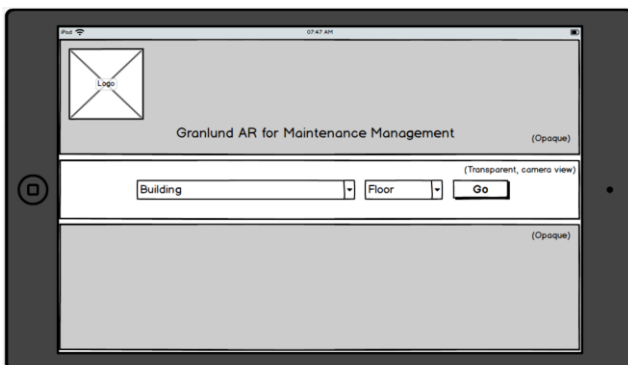 iPad
07:47 AM
Logo
Granlund AR for Maintenance Management
(Opaque)
(Transparent, camera view)
Building
Floor
Go
(Opaque)